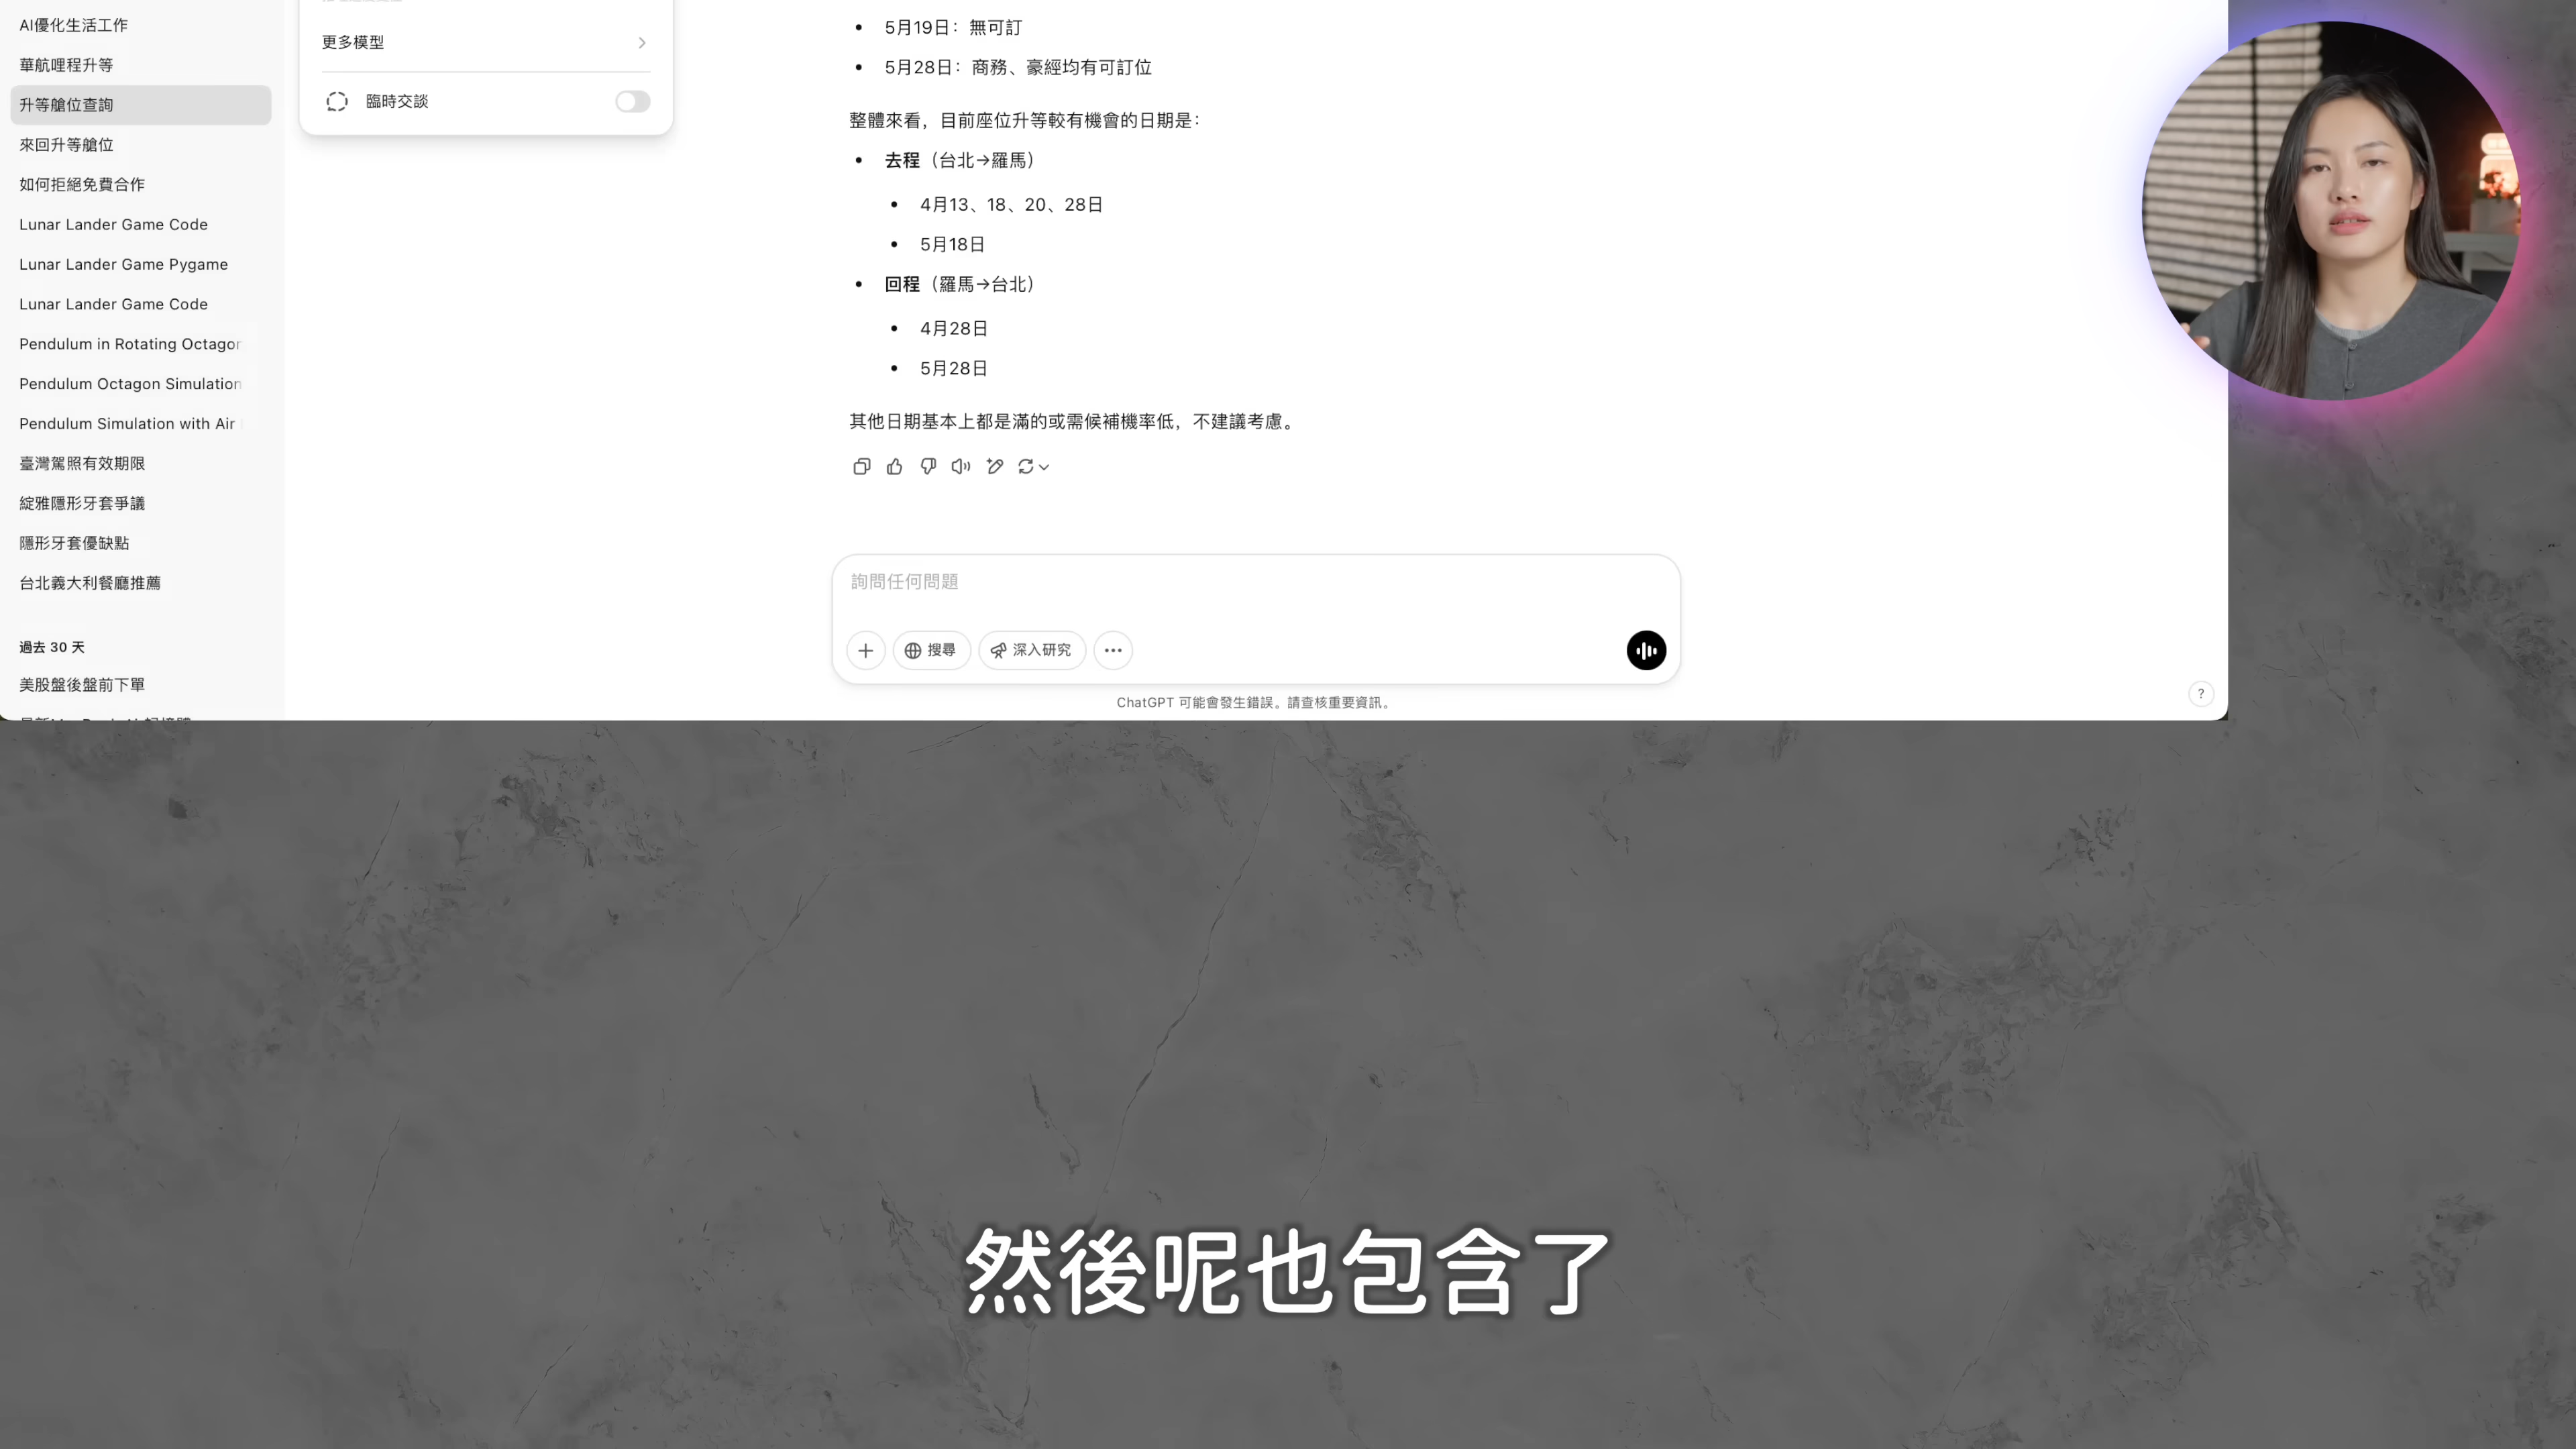 AI優化生活工作
華航哩程升等
升等艙位查詢
來回升等艙位
如何拒絕免費合作
Lunar Lander Game Code
Lunar Lander Game Pygame
Lunar Lander Game Code
Pendulum in Rotating Octagon
Pendulum Octagon Simulation
Pendulum Simulation with Air
臺灣駕照有效期限
綻雅隱形牙套爭議
隱形牙套優缺點
台北義大利餐廳推薦
過去 30 天
美股盤後盤前下單
更多模型
臨時交談
5月19日：無可訂
5月28日：商務、豪經均有可訂位
整體來看，目前座位升等較有機會的日期是：
去程（台北→羅馬）
4月13、18、20、28日
5月18日
回程（羅馬→台北）
4月28日
5月28日
其他日期基本上都是滿的或需候補機率低，不建議考慮。
詢問任何問題
搜尋
深入研究
ChatGPT 可能會發生錯誤。請查核重要資訊。
?
然後呢也包含了